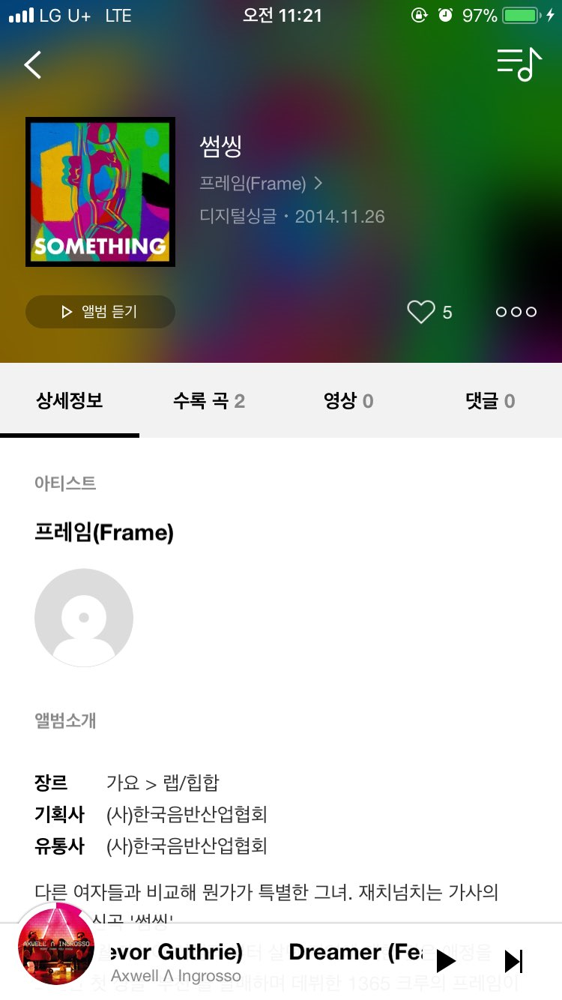 LG U+ LTE 오전 11:21 97%
썸씽
프레임(Frame) >
디지털싱글 · 2014.11.26
SOMETHING
앨범 듣기
5
상세정보 수록 곡 2 영상 0 댓글 0
아티스트
프레임(Frame)
앨범소개
장르 가요 > 랩/힙합
기획사 (사)한국음반산업협회
유통사 (사)한국음반산업협회
다른 여자들과 비교해 뭔가가 특별한 그녀. 재치넘치는 가사의
신곡 '썸씽'
AXWELL Λ INGROSSO
evor Guthrie) Dreamer (Fea
Axwell Λ Ingrosso
애정을
첫 싱글 발매하며 데뷔한 1365 크루의 프레임이